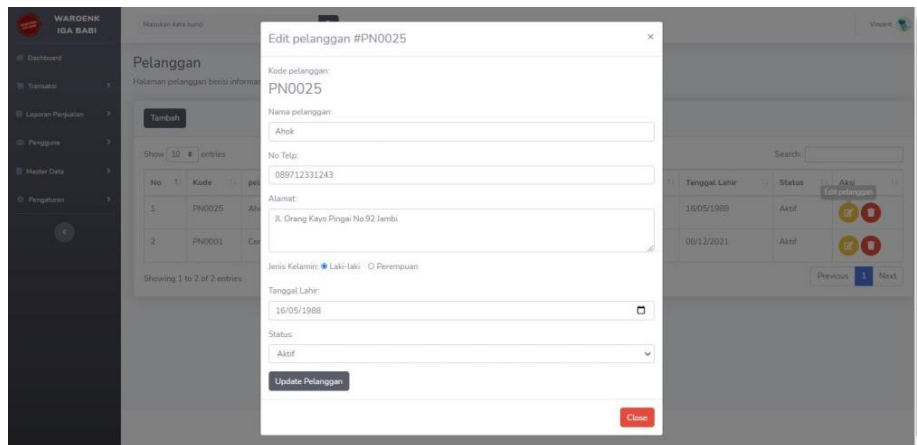 WAROENK
IGA BABI
Masukan kata kunci
Vincent
Dashboard
Transaksi
Laporan Penjualan
Pengguna
Master Data
Pengaturan
Pelanggan
Halaman pelanggan berisi informas
Tambah
Show 10 entries
Search:
No Kode pel Tanggal Lahir Status Aksi
Edit pelanggan
1 PN0025 Aho 16/05/1988 Aktif
2 PN0001 Cer 08/12/2021 Aktif
Showing 1 to 2 of 2 entries
Previous 1 Next
Edit pelanggan #PN0025 ×
Kode pelanggan:
PN0025
Nama pelanggan:
Ahok
No Telp:
089712331243
Alamat:
Jl. Orang Kayo Pingai No.92 Jambi
Jenis Kelamin: Laki-laki Perempuan
Tanggal Lahir:
16/05/1988
Status:
Aktif
Update Pelanggan
Close